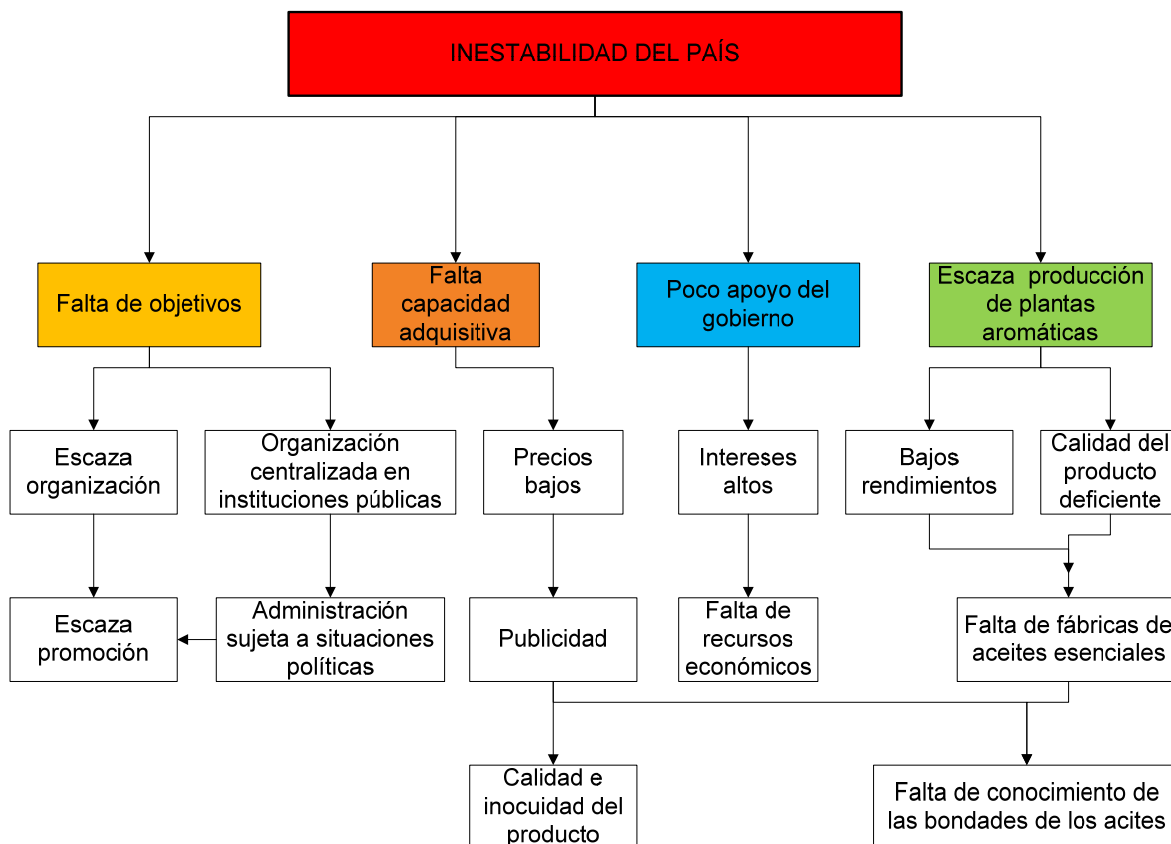 INESTABILIDAD DEL PAÍS
Falta de objetivos
Falta
capacidad
adquisitiva
Poco apoyo del
gobierno
Escaza producción
de plantas
aromáticas
Escaza
organización
Organización
centralizada en
instituciones públicas
Precios
bajos
Intereses
altos
Bajos
rendimientos
Calidad del
producto
deficiente
Escaza
promoción
Administración
sujeta a situaciones
políticas
Publicidad
Falta de
recursos
económicos
Falta de fábricas de
aceites esenciales
Calidad e
inocuidad del
producto
Falta de conocimiento de
las bondades de los acites